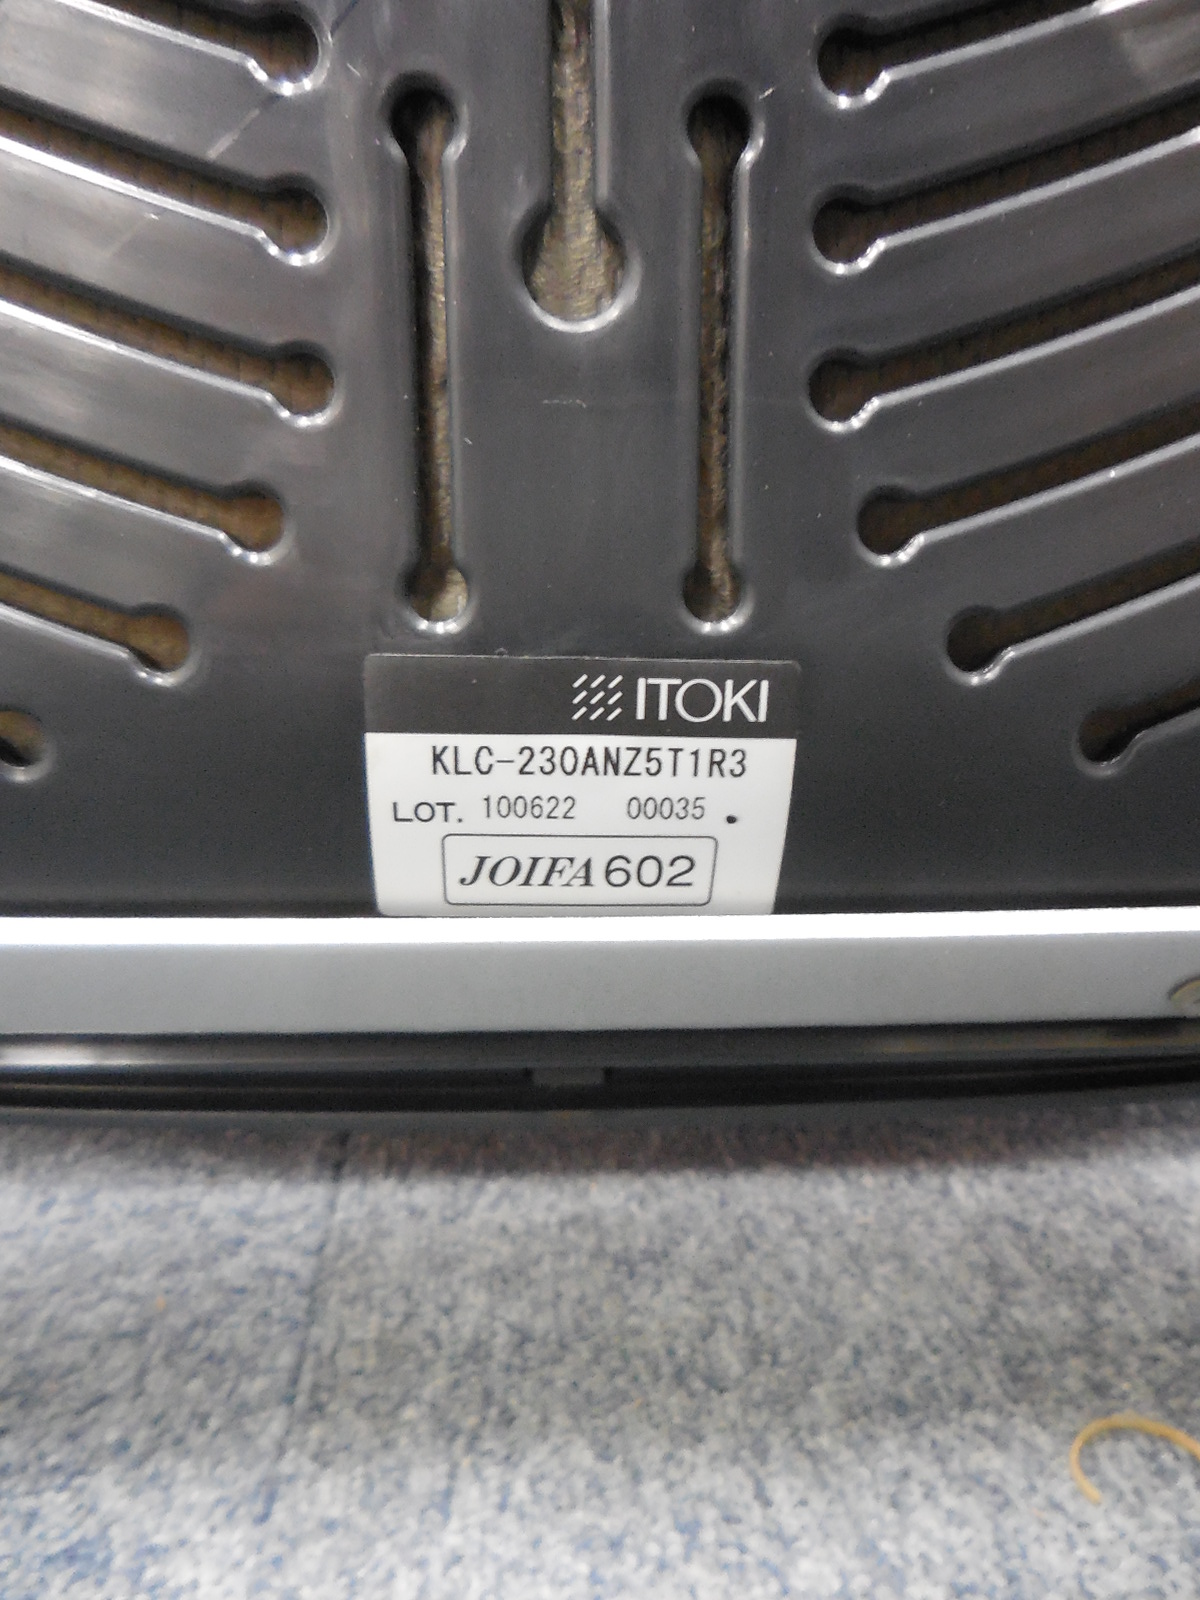 ITOKI
KLC-230ANZ5T1R3
LOT. 100622 00035
JOIFA 602